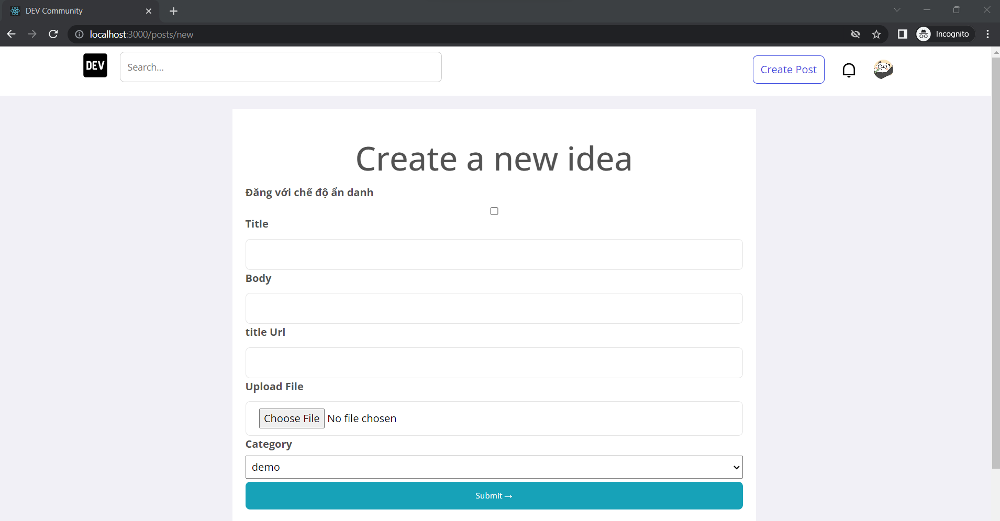 DEV Community
localhost:3000/posts/new
Incognito
DEV
Search...
Create Post
Create a new idea
Đăng với chế độ ẩn danh
Title
Body
title Url
Upload File
Choose File No file chosen
Category
demo
Submit →